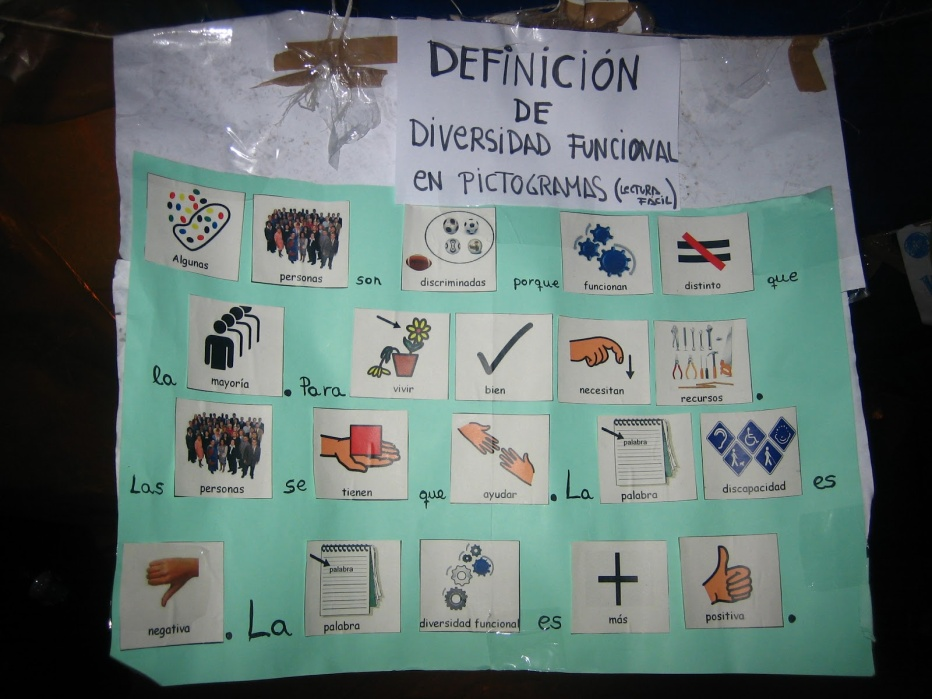 DEFINICIÓN
DE
DIVERSIDAD FUNCIONAL
EN PICTOGRAMAS (LECTURA FÁCIL)
Algunas personas son discriminadas porque funcionan distinto que
la mayoría. Para vivir bien necesitan recursos.
Las personas se tienen que ayudar. La palabra palabra discapacidad es
negativa. La palabra palabra diversidad funcional es más positiva.